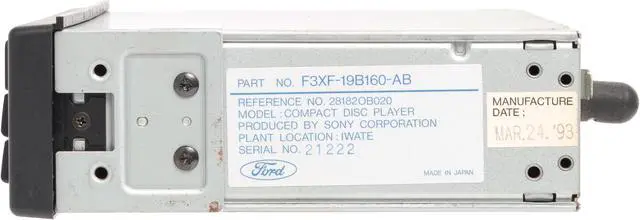 PART NO. F3XF-19B160-AB
REFERENCE NO. 28182OB020
MODEL: COMPACT DISC PLAYER
PRODUCED BY SONY CORPORATION
PLANT LOCATION: IWATE
SERIAL NO. 21222
Ford
MADE IN JAPAN
MANUFACTURE
DATE;
MAR.24.'93